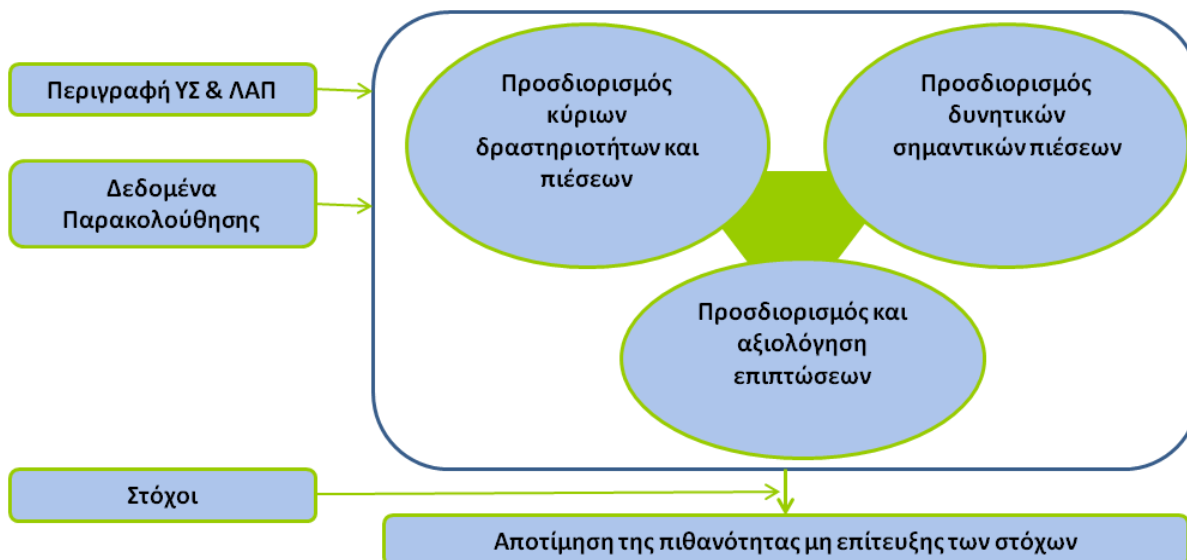 Περιγραφή ΥΣ & ΛΑΠ
Δεδομένα
Παρακολούθησης
Προσδιορισμός
κύριων
δραστηριοτήτων και
πιέσεων
Προσδιορισμός
δυνητικών
σημαντικών πιέσεων
Προσδιορισμός και
αξιολόγηση
επιπτώσεων
Στόχοι
Αποτίμηση της πιθανότητας μη επίτευξης των στόχων